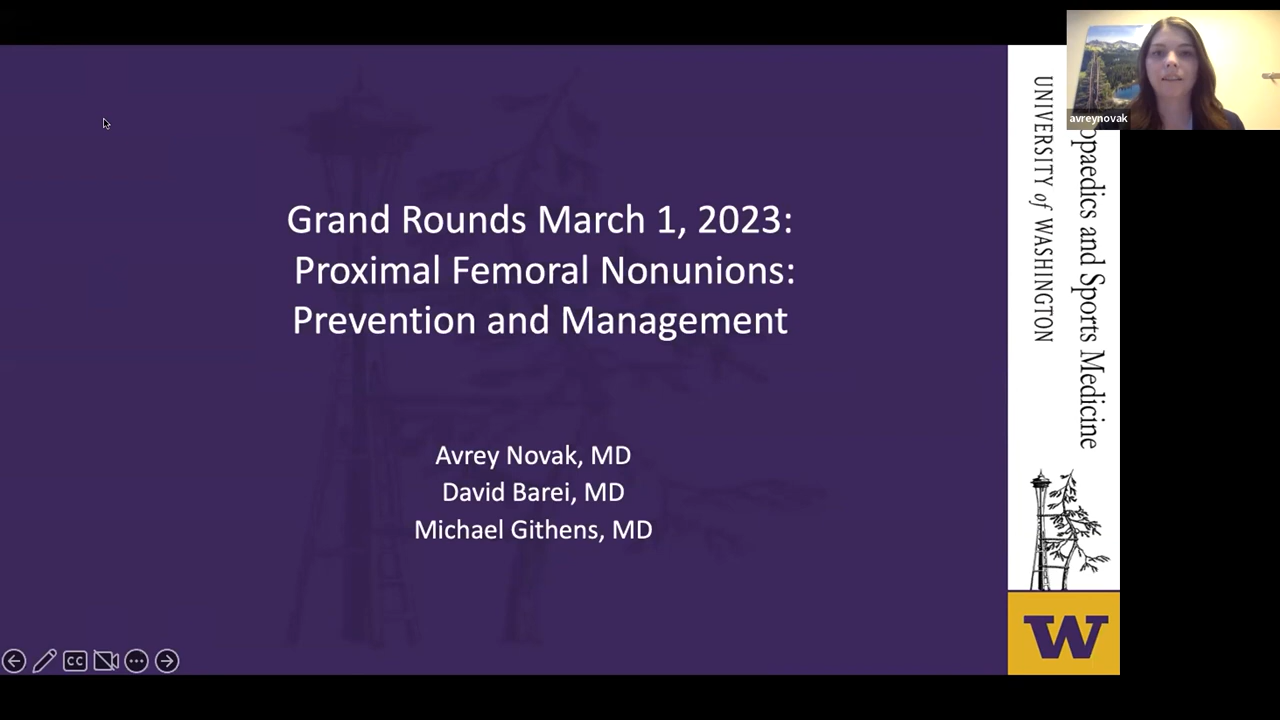 Grand Rounds March 1, 2023:
Proximal Femoral Nonunions:
Prevention and Management
Avrey Novak, MD
David Barei, MD
Michael Githens, MD
avreynovak
and Sports Medicine
UNIVERSITY of WASHINGTON
W
CC